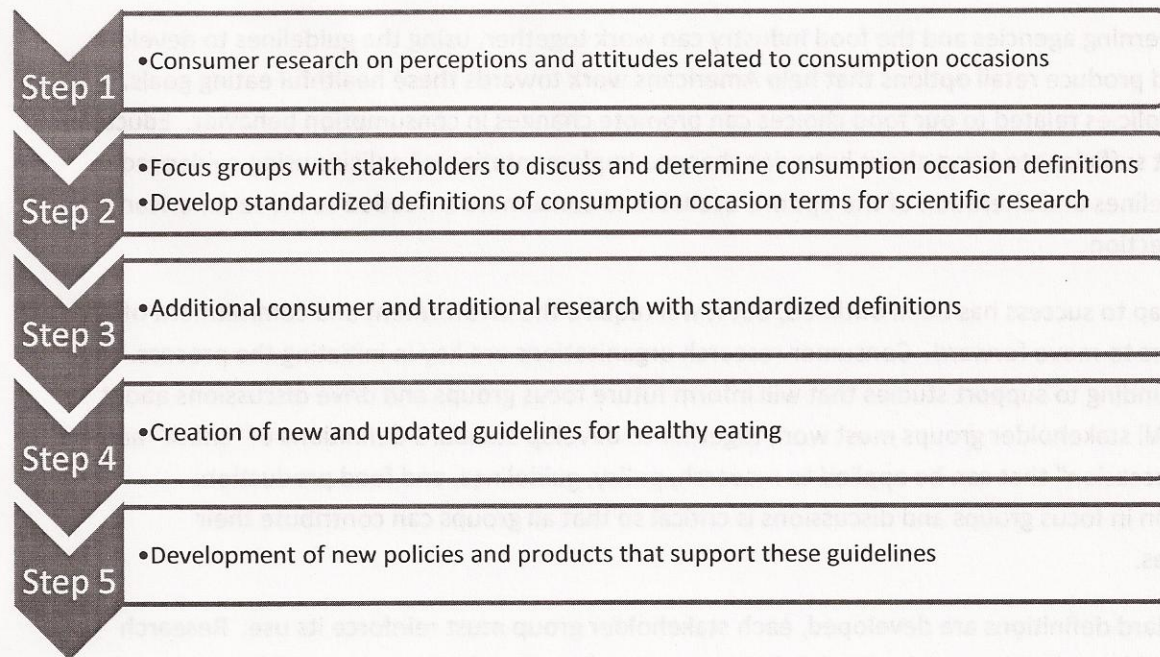 Step 1
•Consumer research on perceptions and attitudes related to consumption occasions
Step 2
•Focus groups with stakeholders to discuss and determine consumption occasion definitions
•Develop standardized definitions of consumption occasion terms for scientific research
Step 3
•Additional consumer and traditional research with standardized definitions
Step 4
•Creation of new and updated guidelines for healthy eating
Step 5
•Development of new policies and products that support these guidelines